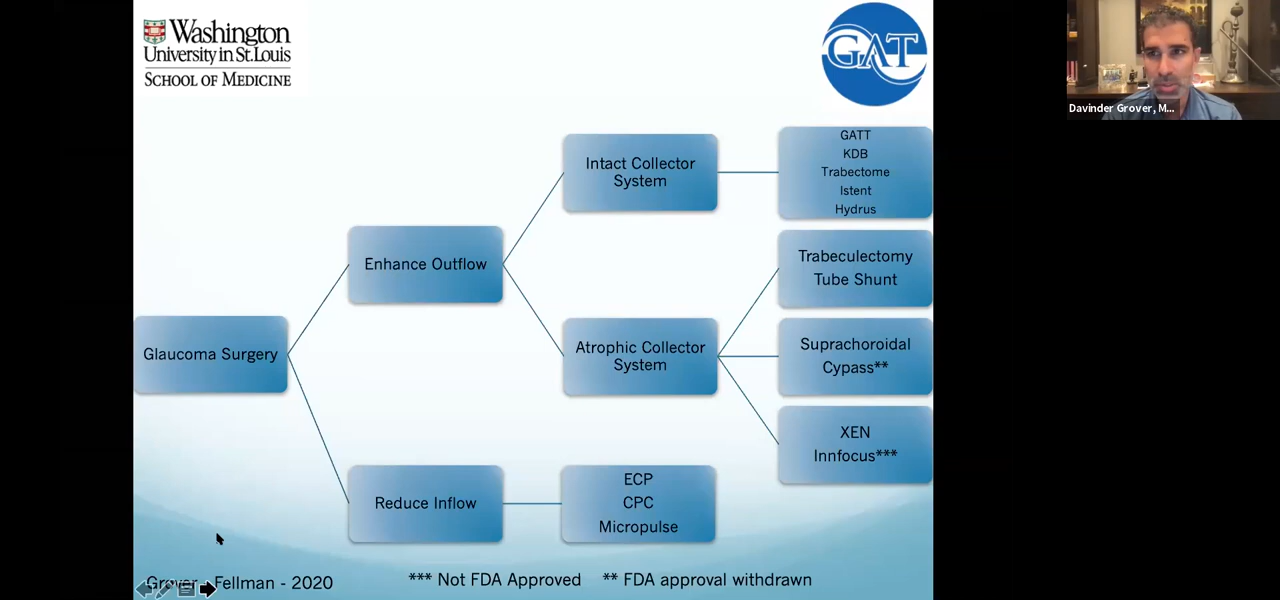 Washington
University in St. Louis
SCHOOL OF MEDICINE
GAT
Davinder Grover, M...
Intact Collector
System
GATT
KDB
Trabectome
Istent
Hydrus
Enhance Outflow
Trabeculectomy
Tube Shunt
Glaucoma Surgery
Atrophic Collector
System
Suprachoroidal
Cypass**
XEN
Innfocus***
Reduce Inflow
ECP
CPC
Micropulse
Grover - Fellman - 2020
*** Not FDA Approved
** FDA approval withdrawn